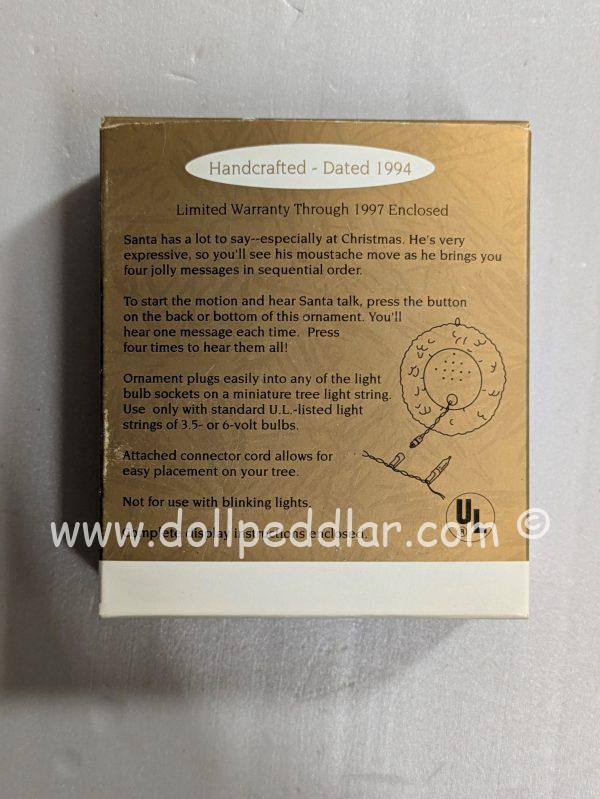 Handcrafted - Dated 1994
Limited Warranty Through 1997 Enclosed
Santa has a lot to say--especially at Christmas. He's very
expressive, so you'll see his moustache move as he brings you
four jolly messages in sequential order.
To start the motion and hear Santa talk, press the button
on the back or bottom of this ornament. You'll
hear one message each time. Press
four times to hear them all!
Ornament plugs easily into any of the light
bulb sockets on a miniature tree light string.
Use only with standard U.L.-listed light
strings of 3.5- or 6-volt bulbs.
Attached connector cord allows for
easy placement on your tree.
Not for use with blinking lights.
UL
®
www.dollpeddlar.com ©
Complete display instructions enclosed.